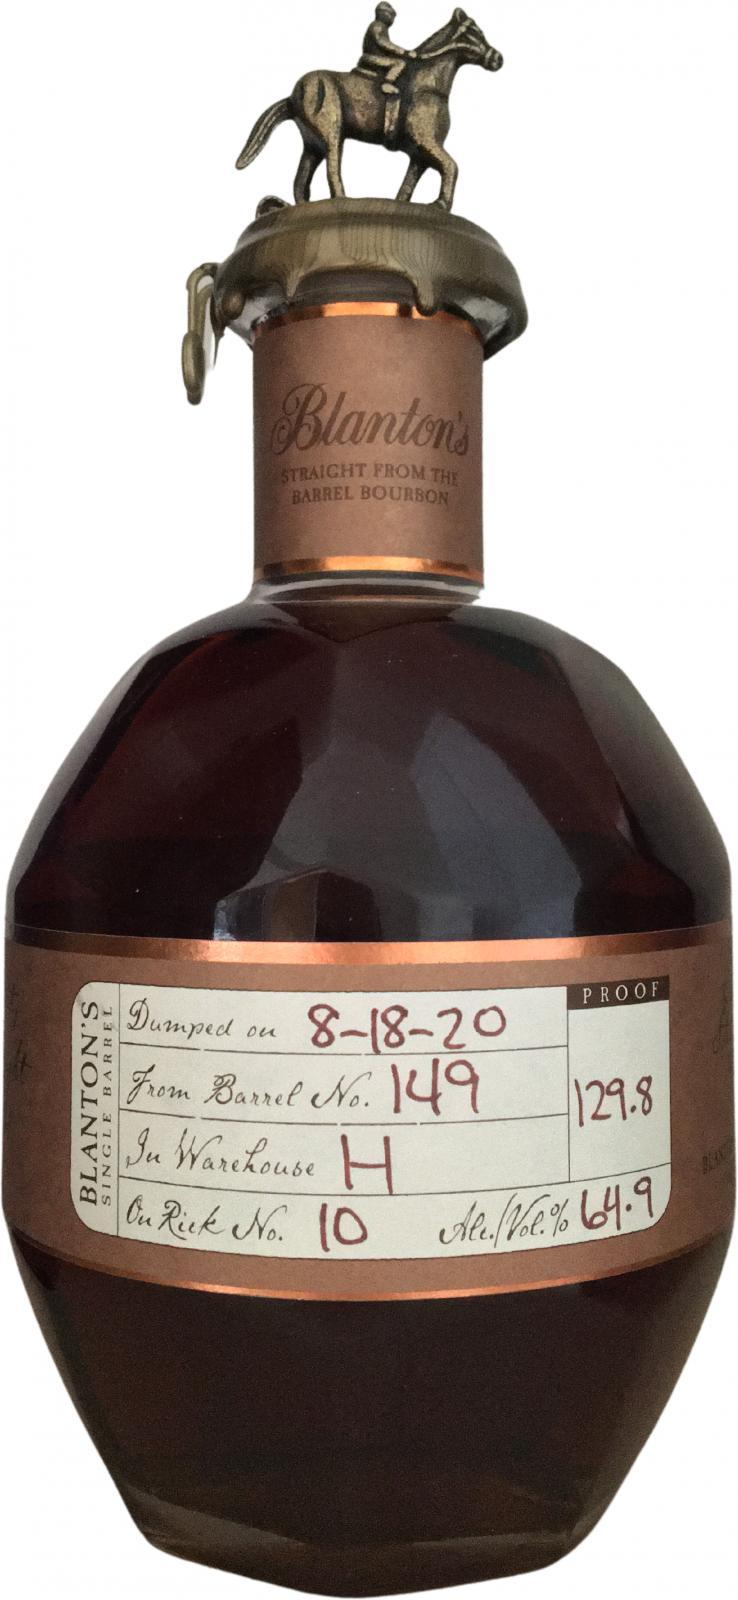 Blanton's
STRAIGHT FROM THE
BARREL BOURBON
BLANTON'S
SINGLE BARREL
Dumped on 8-18-20
From Barrel No. 149
In Warehouse H
On Rick No. 10
Alc./Vol.% 64.9
PROOF
129.8